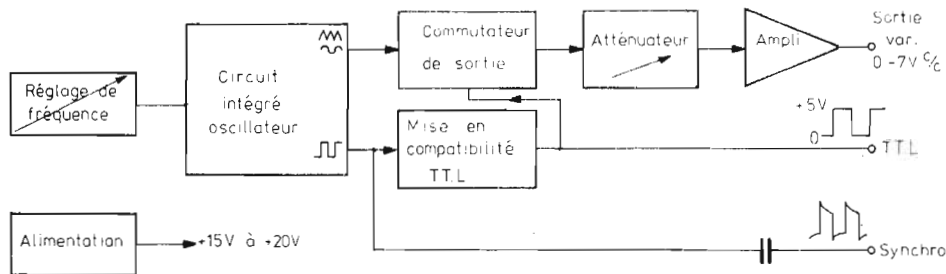 Réglage de
fréquence
Circuit
intégré
oscillateur
Commutateur
de sortie
Atténuateur
Ampli
Sortie
var.
0-7V c/c
Mise en
compatibilité
TTL
+5V
0
TTL
Alimentation
+15V à +20V
Synchro